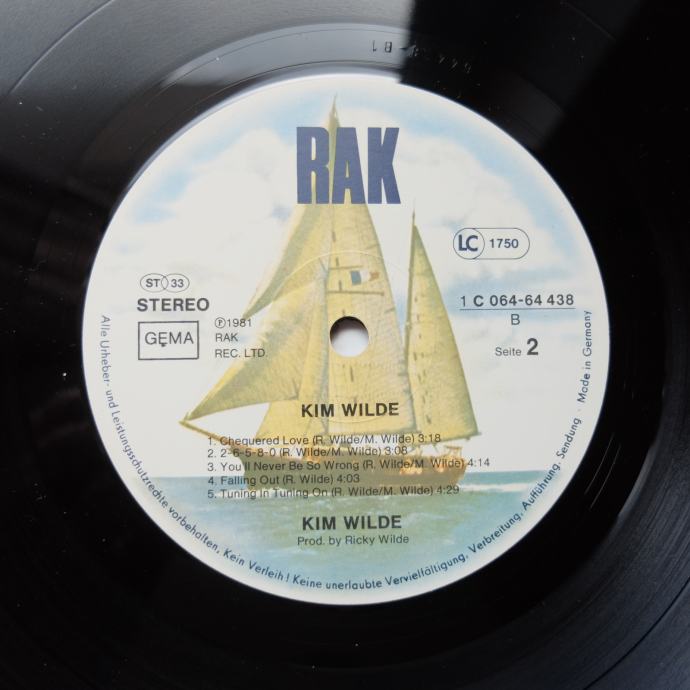 RAK
LC 1750
ST 33
STEREO
GEMA
℗1981
RAK
REC. LTD.
1 C 064-64 438
B
Seite 2
KIM WILDE
1. Chequered Love (R. Wilde/M. Wilde) 3:18
2. 2-6-5-8-0 (R. Wilde/M. Wilde) 3:08
3. You'll Never Be So Wrong (R. Wilde/M. Wilde) 4:14
4. Falling Out (R. Wilde) 4:03
5. Tuning In Tuning On (R. Wilde/M. Wilde) 4:29
KIM WILDE
Prod. by Ricky Wilde
Alle Urheber- und Leistungsschutzrechte vorbehalten, Kein Verleih! Keine unerlaubte Vervielfältigung, Verbreitung, Aufführung, Sendung · Made in Germany